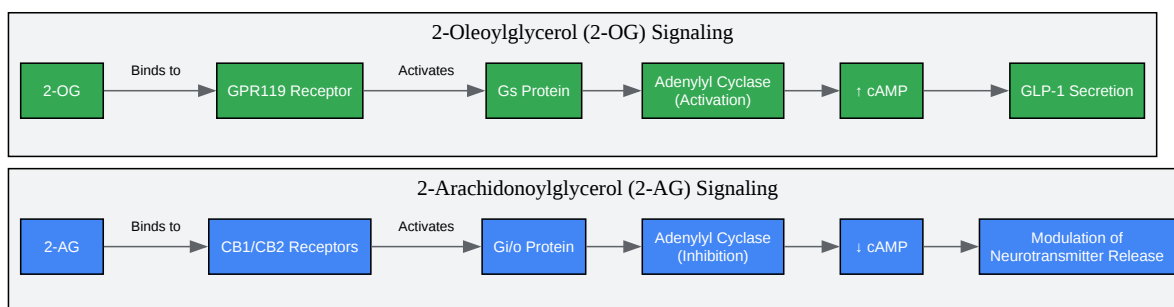 2-Oleoylglycerol (2-OG) Signaling
2-OG
Binds to
GPR119 Receptor
Activates
Gs Protein
Adenylyl Cyclase
(Activation)
↑ cAMP
GLP-1 Secretion
2-Arachidonoylglycerol (2-AG) Signaling
2-AG
Binds to
CB1/CB2 Receptors
Activates
Gi/o Protein
Adenylyl Cyclase
(Inhibition)
↓ cAMP
Modulation of
Neurotransmitter Release